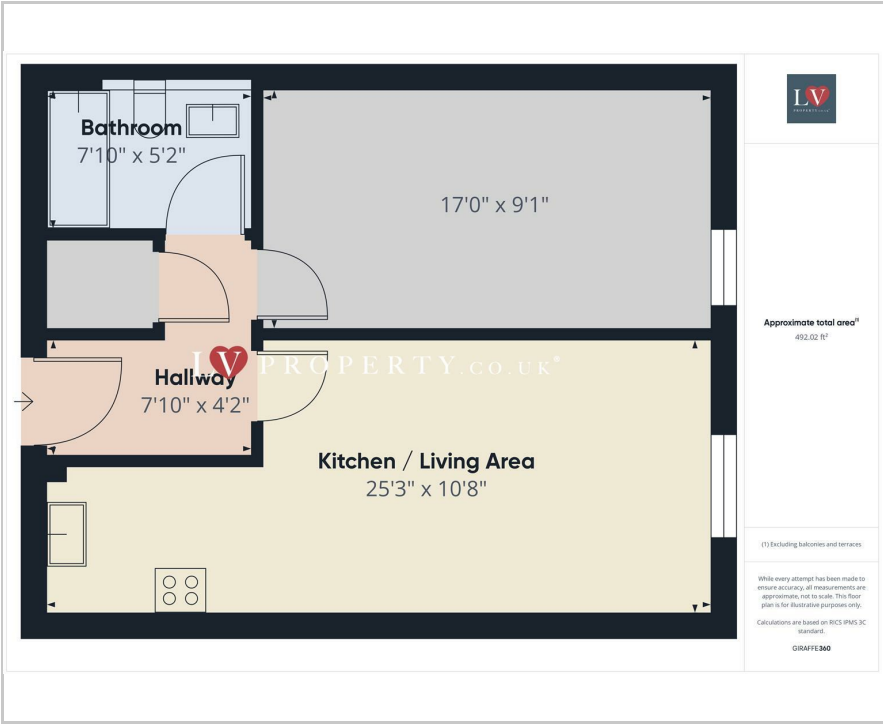 Bathroom
7'10" x 5'2"
17'0" x 9'1"
LV PROPERTY.CO.UK®
Hallway
7'10" x 4'2"
Kitchen / Living Area
25'3" x 10'8"
LV
PROPERTY.CO.UK
Approximate total area⁽¹⁾
492.02 ft²
(1) Excluding balconies and terraces
While every attempt has been made to
ensure accuracy, all measurements are
approximate, not to scale. This floor
plan is for illustrative purposes only.
Calculations are based on RICS IPMS 3C
standard.
GIRAFFE360